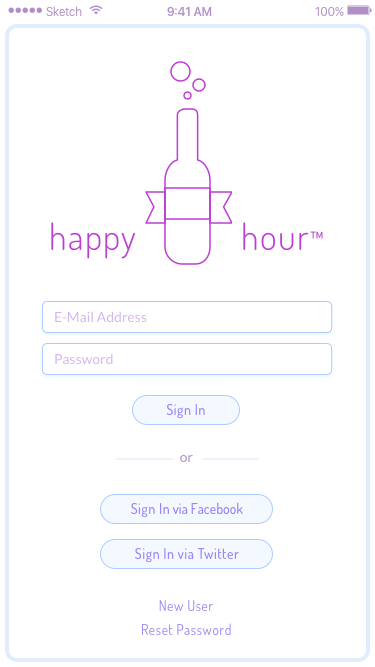 Sketch 9:41 AM 100%
happy hour™
E-Mail Address
Password
Sign In
or
Sign In via Facebook
Sign In via Twitter
New User
Reset Password